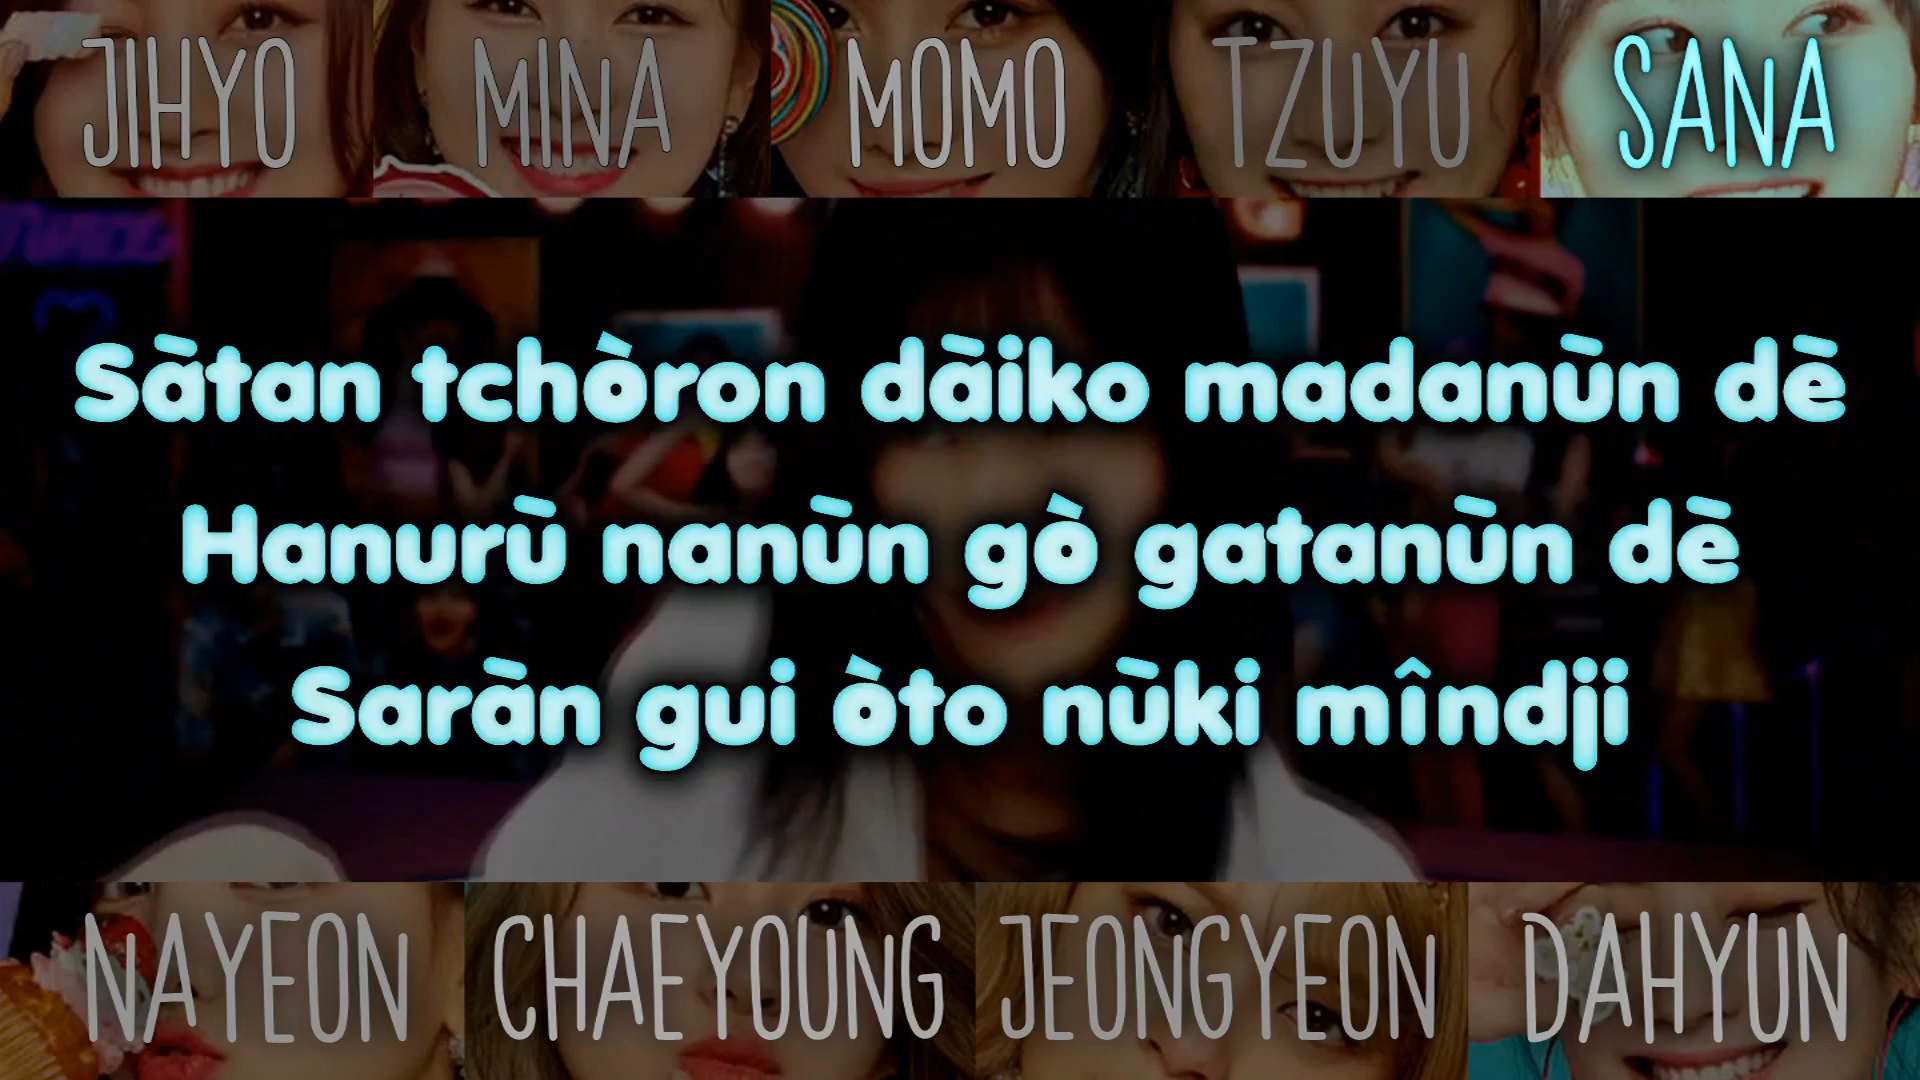 JIHYO MINA MOMO TZUYU SANA
Sàtan tchòron dàiko madanùn dè
Hanurù nanùn gò gatanùn dè
Saràn gui òto nùki mîndji
NAYEON CHAEYOUNG JEONGYEON DAHYUN